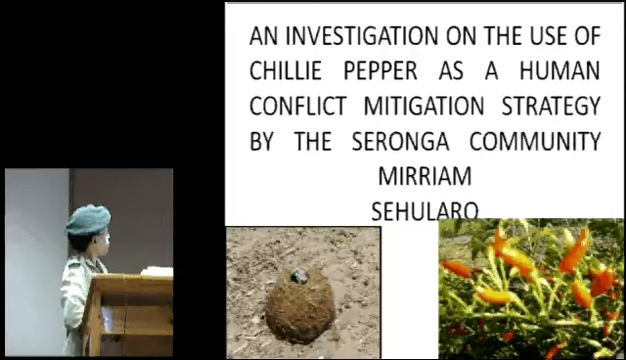 AN INVESTIGATION ON THE USE OF
CHILLIE PEPPER AS A HUMAN
CONFLICT MITIGATION STRATEGY
BY THE SERONGA COMMUNITY
MIRRIAM
SEHULARO